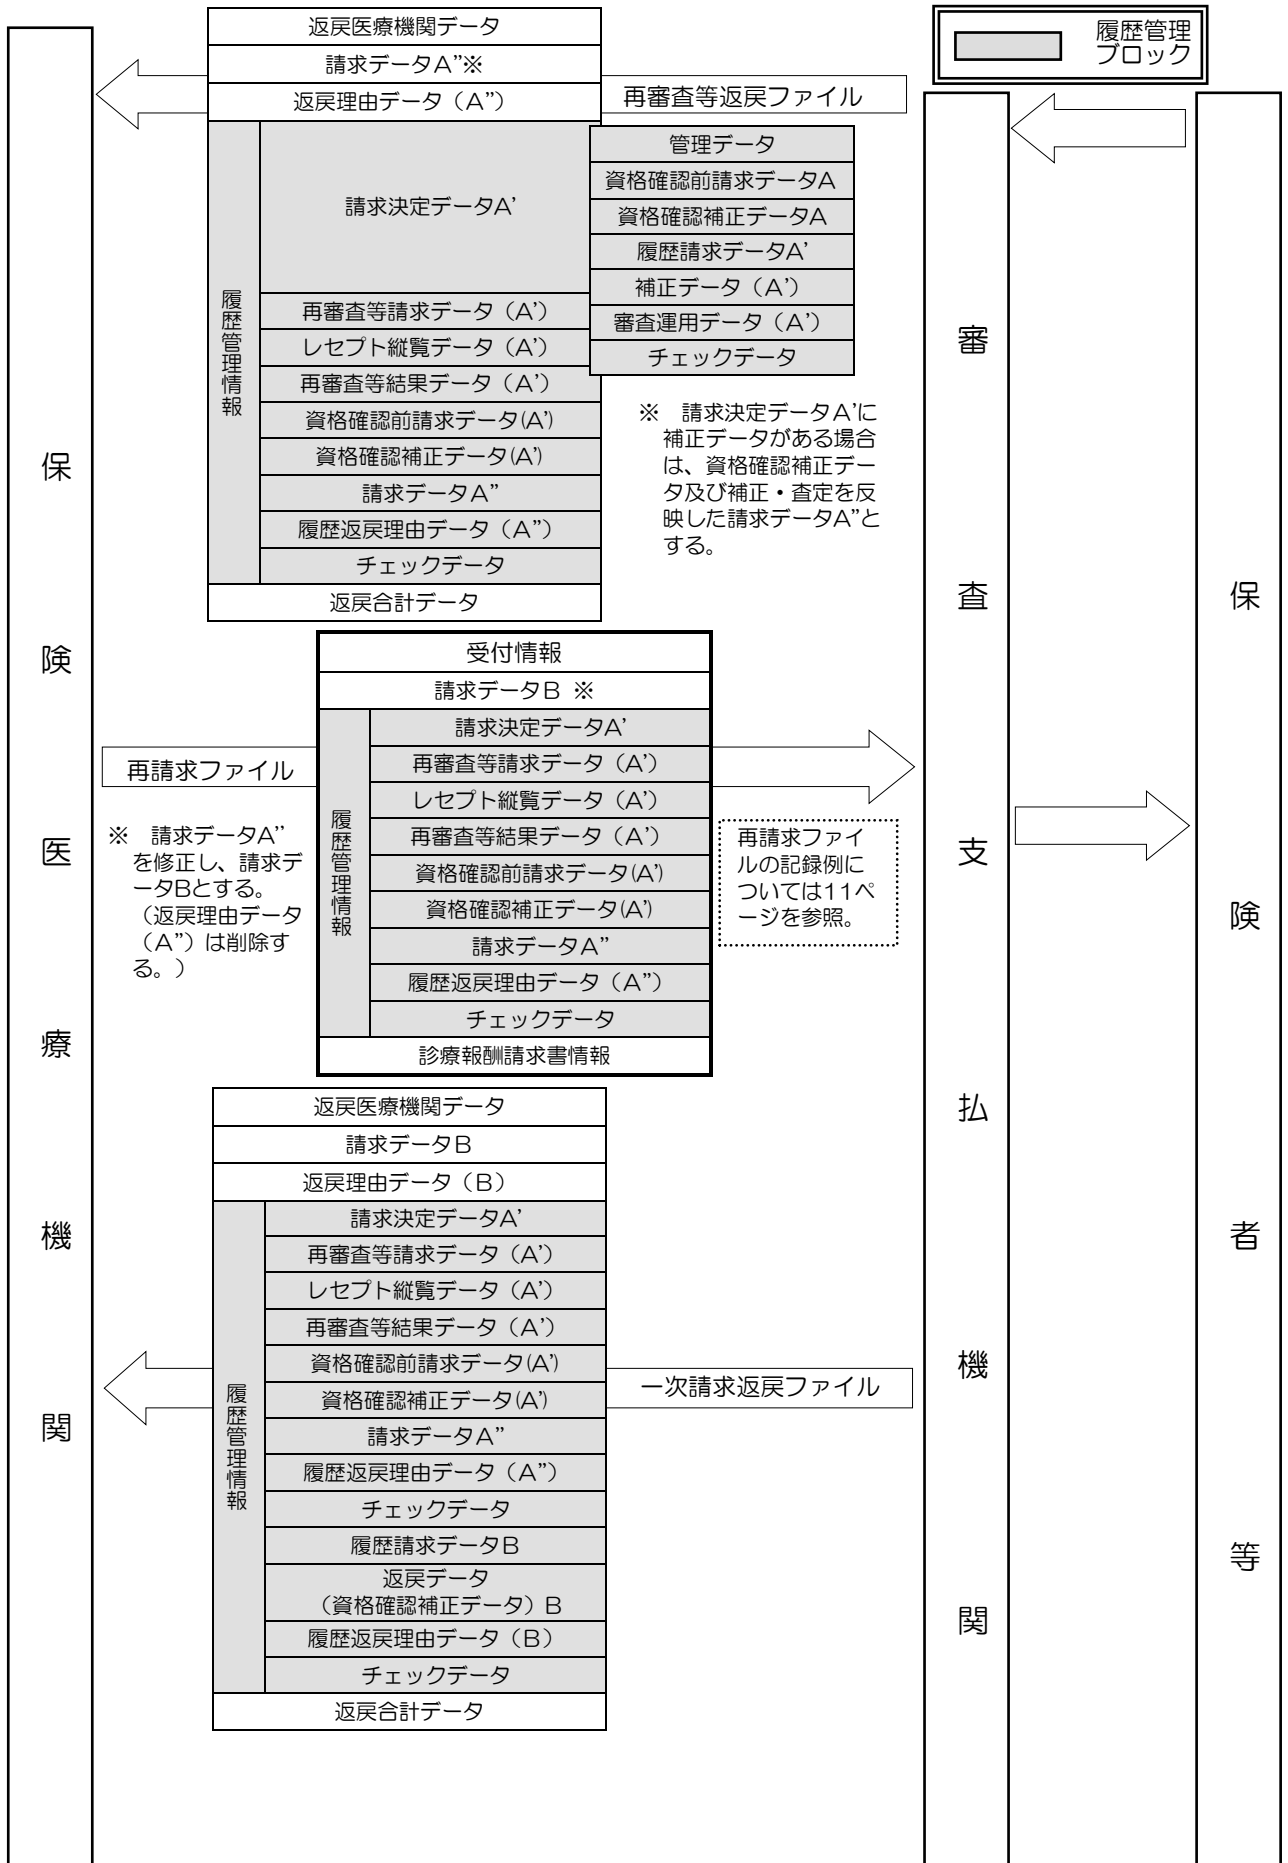 履歴管理
ブロック
保険医療機関
審査支払機関
保険者等
返戻医療機関データ
請求データA”※
返戻理由データ（A”）
再審査等返戻ファイル
履歴管理情報
請求決定データA’
管理データ
資格確認前請求データA
資格確認補正データA
履歴請求データA’
補正データ（A’）
審査運用データ（A’）
チェックデータ
再審査等請求データ（A’）
レセプト縦覧データ（A’）
再審査等結果データ（A’）
資格確認前請求データ(A’)
資格確認補正データ(A’)
請求データA”
履歴返戻理由データ（A”）
チェックデータ
返戻合計データ
※　請求決定データA’に
補正データがある場合
は、資格確認補正デー
タ及び補正・査定を反
映した請求データA”と
する。
受付情報
請求データB ※
履歴管理情報
請求決定データA’
再審査等請求データ（A’）
レセプト縦覧データ（A’）
再審査等結果データ（A’）
資格確認前請求データ(A’)
資格確認補正データ(A’)
請求データA”
履歴返戻理由データ（A”）
チェックデータ
診療報酬請求書情報
再請求ファイル
※　請求データA’’
を修正し、請求デ
ータBとする。
（返戻理由データ
（A”）は削除す
る。）
再請求ファイ
ルの記録例に
ついては11ペ
ージを参照。
返戻医療機関データ
請求データB
返戻理由データ（B）
履歴管理情報
請求決定データA’
再審査等請求データ（A’）
レセプト縦覧データ（A’）
再審査等結果データ（A’）
資格確認前請求データ(A’)
資格確認補正データ(A’)
請求データA”
履歴返戻理由データ（A”）
チェックデータ
履歴請求データB
返戻データ
（資格確認補正データ）B
履歴返戻理由データ（B）
チェックデータ
返戻合計データ
一次請求返戻ファイル